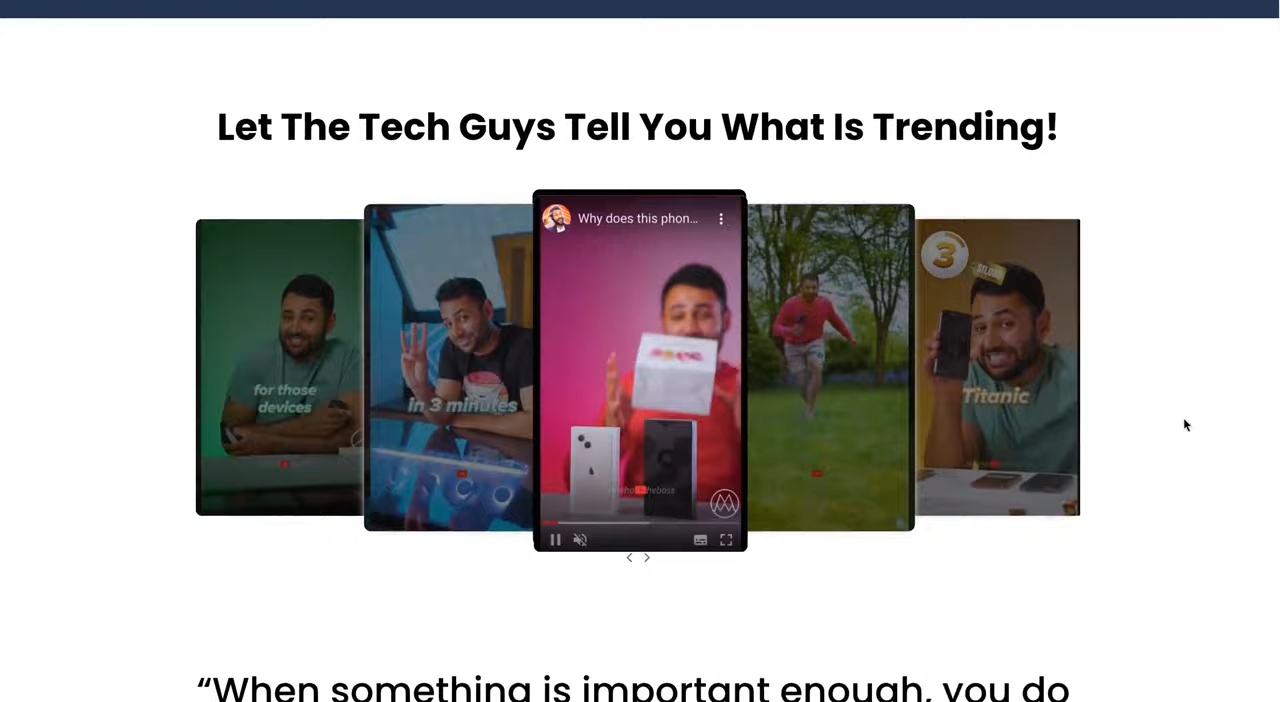 Let The Tech Guys Tell You What Is Trending!
Why does this phon...
3
for those
devices
in 3 minutes
Titanic
“When something is important enough, you do